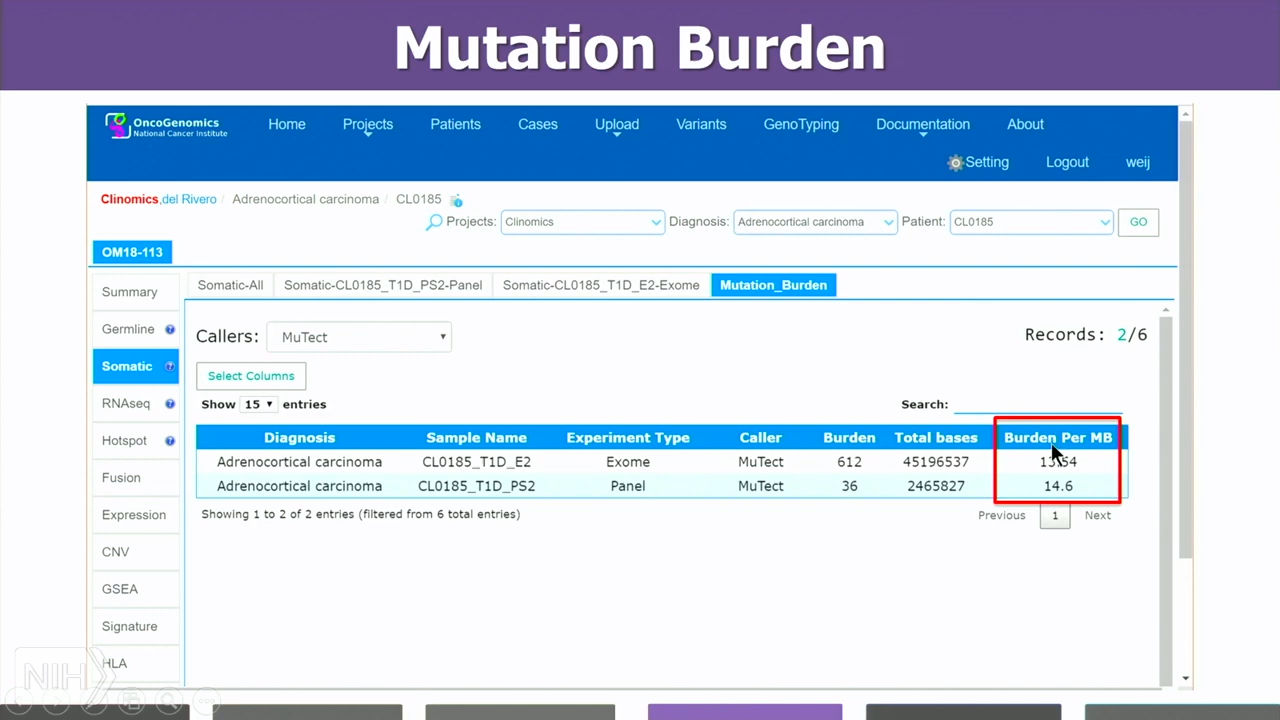 Mutation Burden
OncoGenomics
National Cancer Institute
Home Projects Patients Cases Upload Variants GenoTyping Documentation About
Setting Logout weij
Clinomics,del Rivero / Adrenocortical carcinoma / CL0185
Projects: Clinomics Diagnosis: Adrenocortical carcinoma Patient: CL0185 GO
OM18-113
Summary
Germline
Somatic
RNAseq
Hotspot
Fusion
Expression
CNV
GSEA
Signature
HLA
Somatic-All Somatic-CL0185_T1D_PS2-Panel Somatic-CL0185_T1D_E2-Exome Mutation_Burden
Callers: MuTect Records: 2/6
Select Columns
Show 15 entries Search:
Diagnosis Sample Name Experiment Type Caller Burden Total bases Burden Per MB
Adrenocortical carcinoma CL0185_T1D_E2 Exome MuTect 612 45196537 13.54
Adrenocortical carcinoma CL0185_T1D_PS2 Panel MuTect 36 2465827 14.6
Showing 1 to 2 of 2 entries (filtered from 6 total entries) Previous 1 Next
NIH